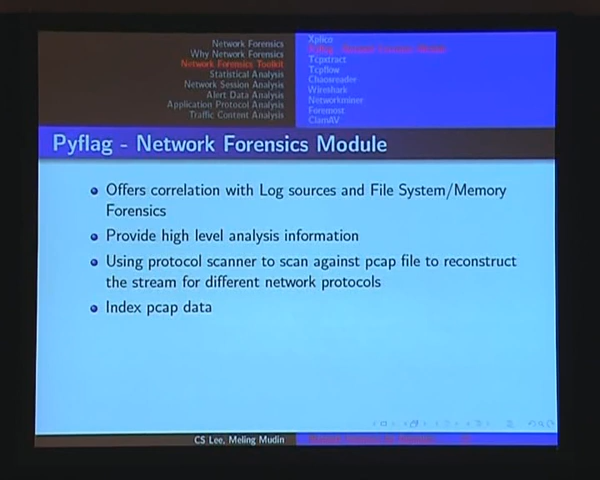 Network Forensics
Why Network Forensics
Network Forensics Toolkit
Statistical Analysis
Network Session Analysis
Alert Data Analysis
Application Protocol Analysis
Traffic Content Analysis
Xplico
Pyflag - Network Forensics Module
Tcpxtract
Tcpflow
Chaosreader
Wireshark
Networkminer
Foremost
ClamAV
Pyflag - Network Forensics Module
Offers correlation with Log sources and File System/Memory
Forensics
Provide high level analysis information
Using protocol scanner to scan against pcap file to reconstruct
the stream for different network protocols
Index pcap data
CS Lee, Meling Mudin